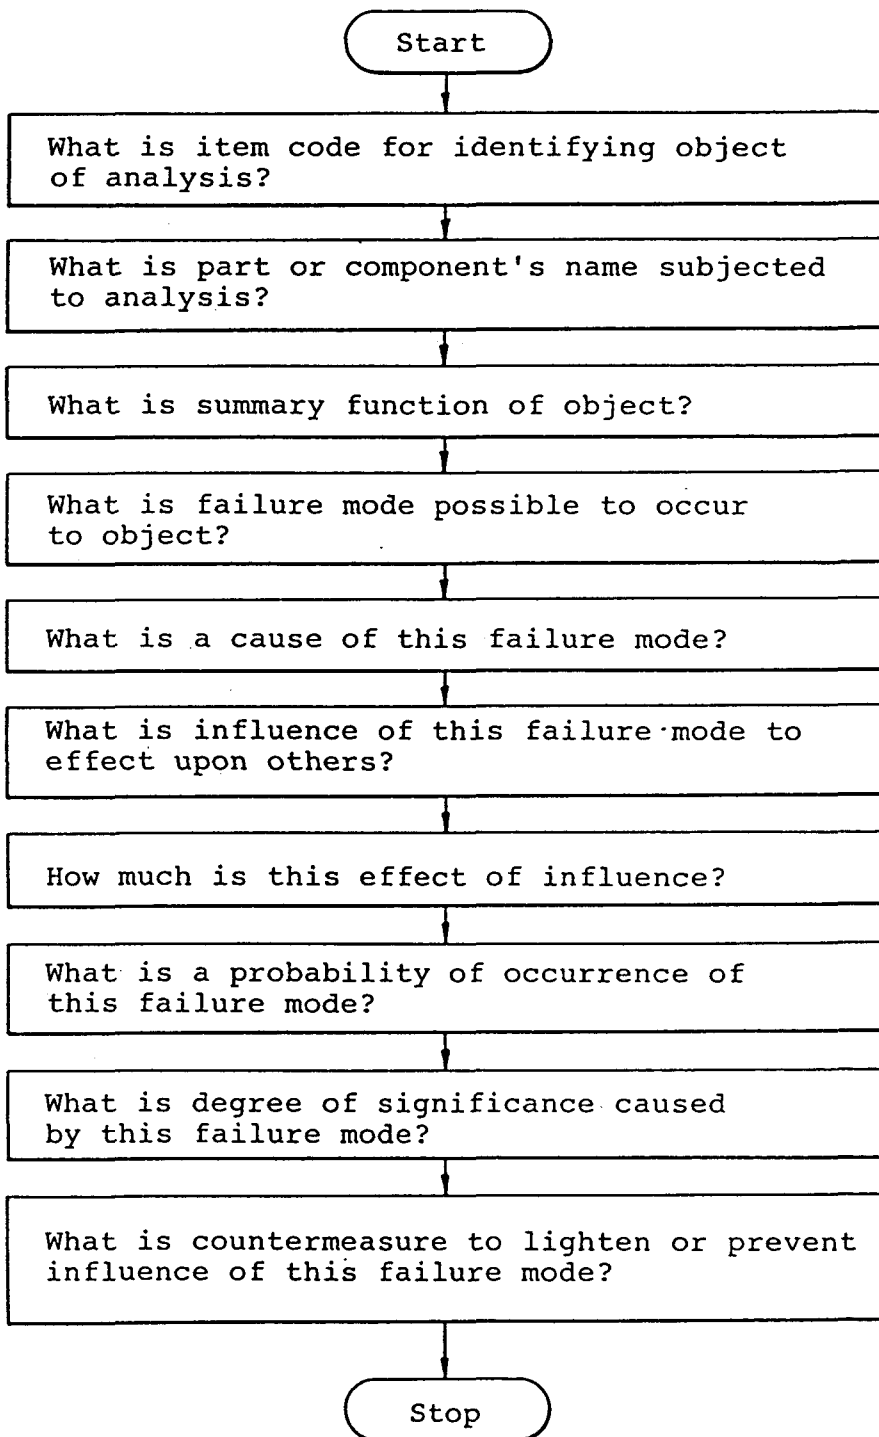 Start
What is item code for identifying object
of analysis?
What is part or component's name subjected
to analysis?
What is summary function of object?
What is failure mode possible to occur
to object?
What is a cause of this failure mode?
What is influence of this failure mode to
effect upon others?
How much is this effect of influence?
What is a probability of occurrence of
this failure mode?
What is degree of significance caused
by this failure mode?
What is countermeasure to lighten or prevent
influence of this failure mode?
Stop